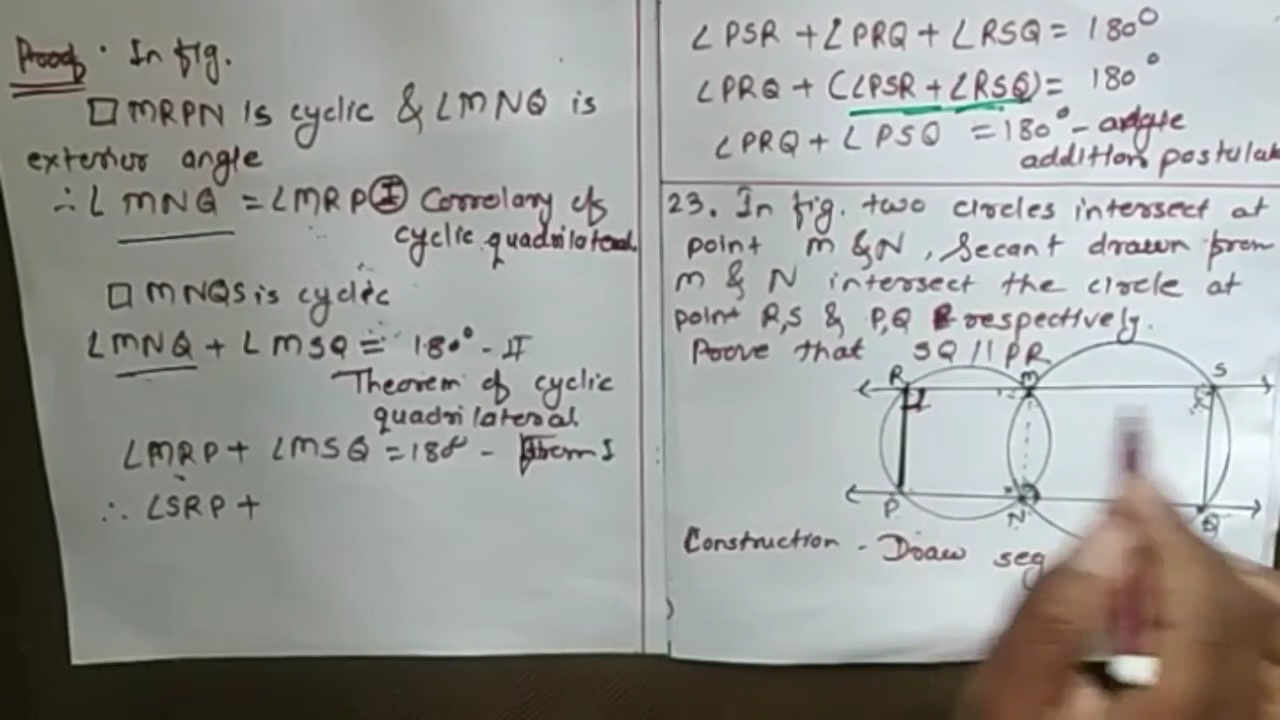 Proof : In fig.
□ MRPN is cyclic & ∠MNQ is
exterior angle
∴ ∠ MNQ = ∠MRP Ⓘ Correlary of
cyclic quadrilateral.
□ MNQS is cyclic
∠MNQ + ∠MSQ = 180° - II
Theorem of cyclic
quadrilateral
∠MRP + ∠MSQ = 180° - from I
∴ ∠SRP +
∠PSR + ∠PRQ + ∠RSQ = 180°
∠PRQ + (∠PSR + ∠RSQ) = 180°
∠PRQ + ∠PSQ = 180° - angle
addition postulat
23. In fig. two circles intersect at
point M & N, Secant drawn from
M & N intersect the circle at
point R,S & P,Q respectively.
Prove that SQ || PR
R M S
P N Q
Construction - Draw seg